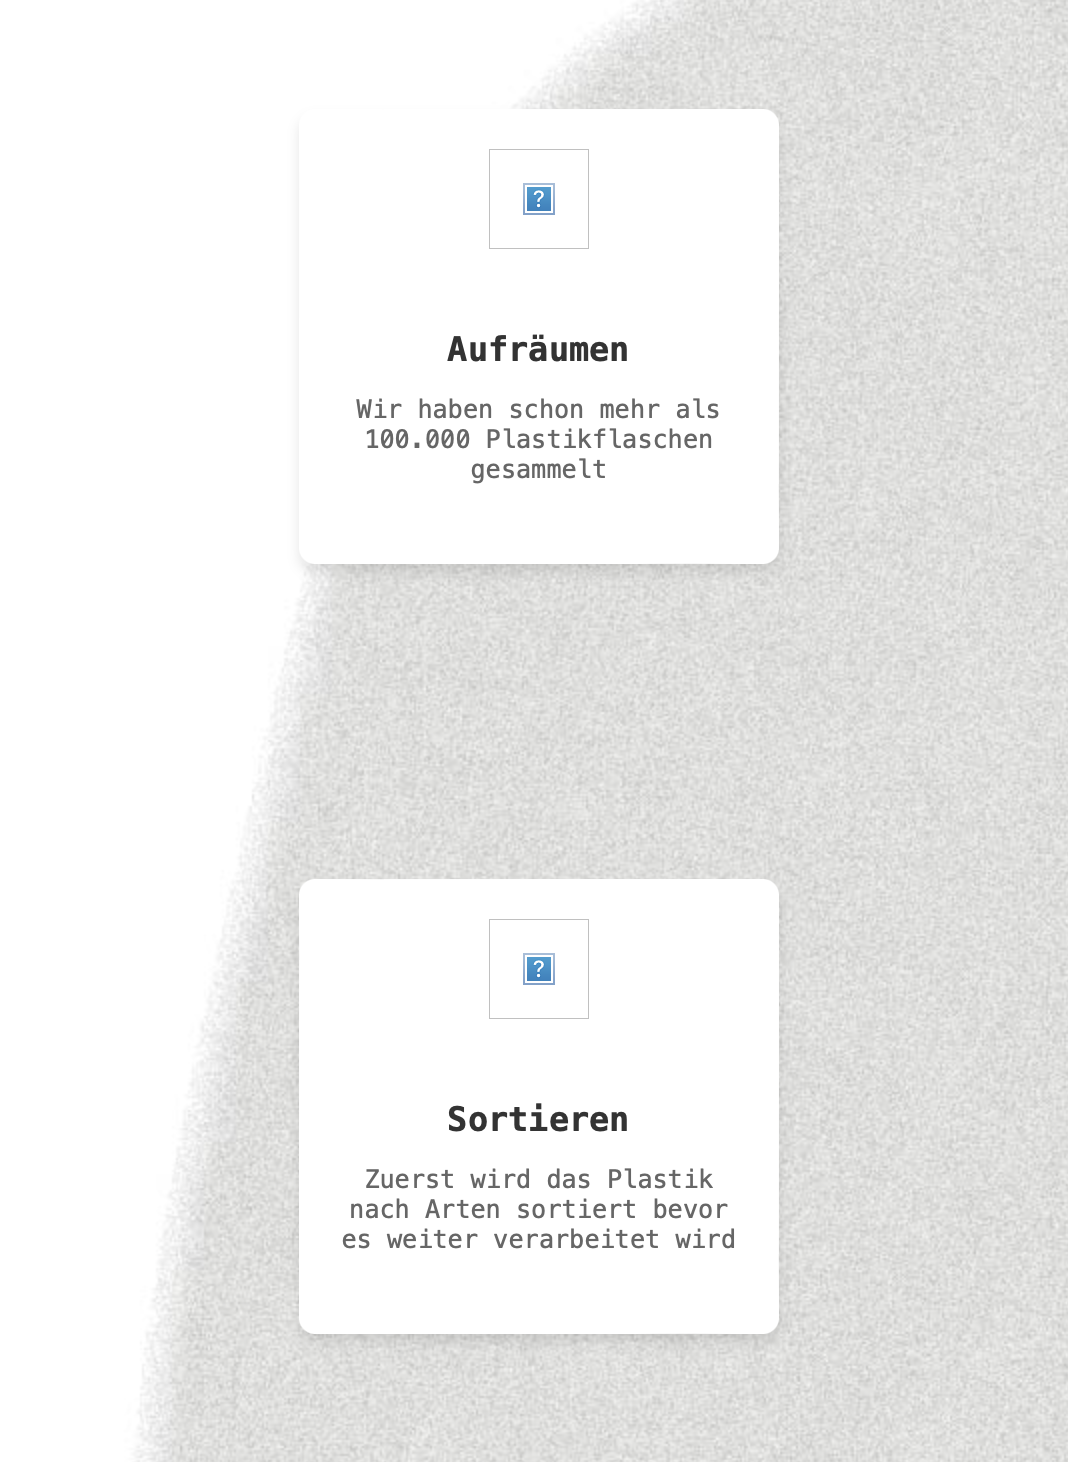 Aufräumen
Wir haben schon mehr als
100.000 Plastikflaschen
gesammelt
Sortieren
Zuerst wird das Plastik
nach Arten sortiert bevor
es weiter verarbeitet wird